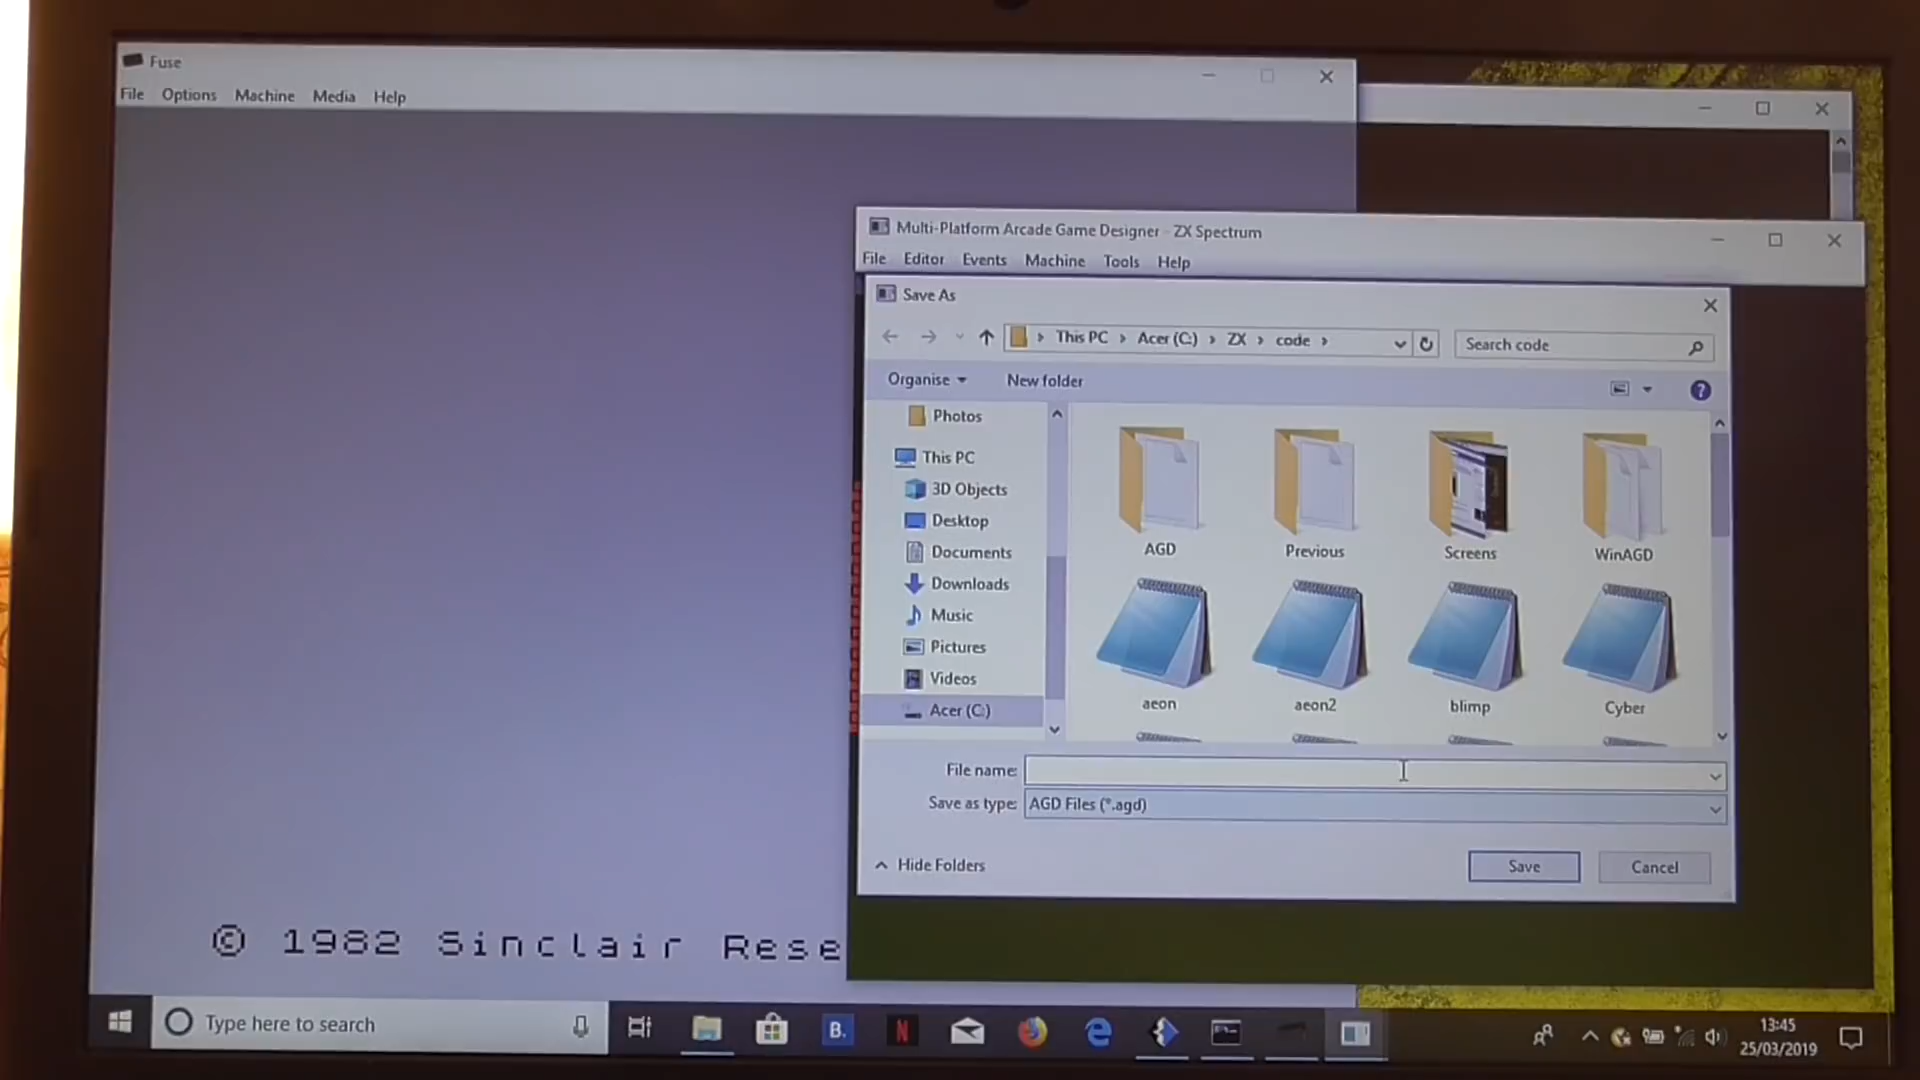 Fuse
File Options Machine Media Help
Multi-Platform Arcade Game Designer - ZX Spectrum
File Editor Events Machine Tools Help
Save As
This PC > Acer (C:) > ZX > code >
Search code
Organise
New folder
?
Photos
This PC
3D Objects
Desktop
Documents
Downloads
Music
Pictures
Videos
Acer (C:)
AGD
Previous
Screens
WinAGD
aeon
aeon2
blimp
Cyber
File name:
Save as type: AGD Files (*.agd)
Hide Folders
Save
Cancel
© 1982 Sinclair Rese
Type here to search
B.
N
13:45
25/03/2019